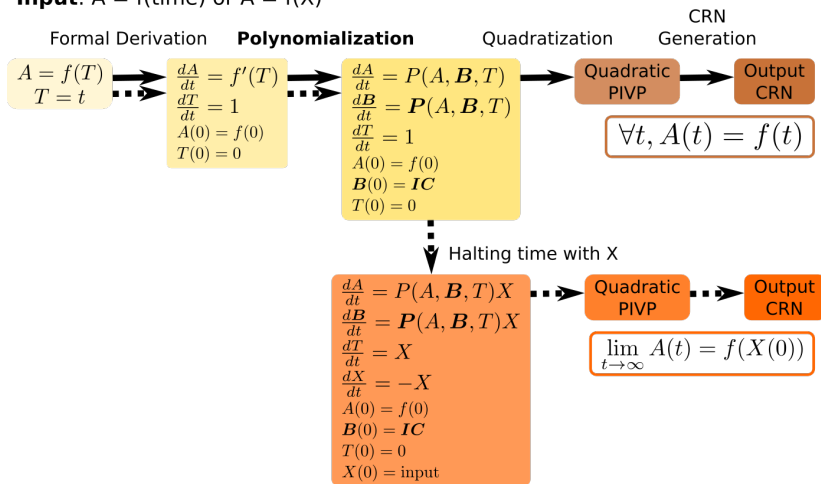 Input: A = f(time) or A = f(X)
CRN
Formal Derivation Polynomialization Quadratization Generation
A = f(T)
T = t
dA/dt = f′(T)
dT/dt = 1
A(0) = f(0)
T(0) = 0
dA/dt = P(A, B, T)
dB/dt = P(A, B, T)
dT/dt = 1
A(0) = f(0)
B(0) = IC
T(0) = 0
Quadratic
PIVP
Output
CRN
∀t, A(t) = f(t)
Halting time with X
dA/dt = P(A, B, T)X
dB/dt = P(A, B, T)X
dT/dt = X
dX/dt = −X
A(0) = f(0)
B(0) = IC
T(0) = 0
X(0) = input
Quadratic
PIVP
Output
CRN
lim t→∞ A(t) = f(X(0))